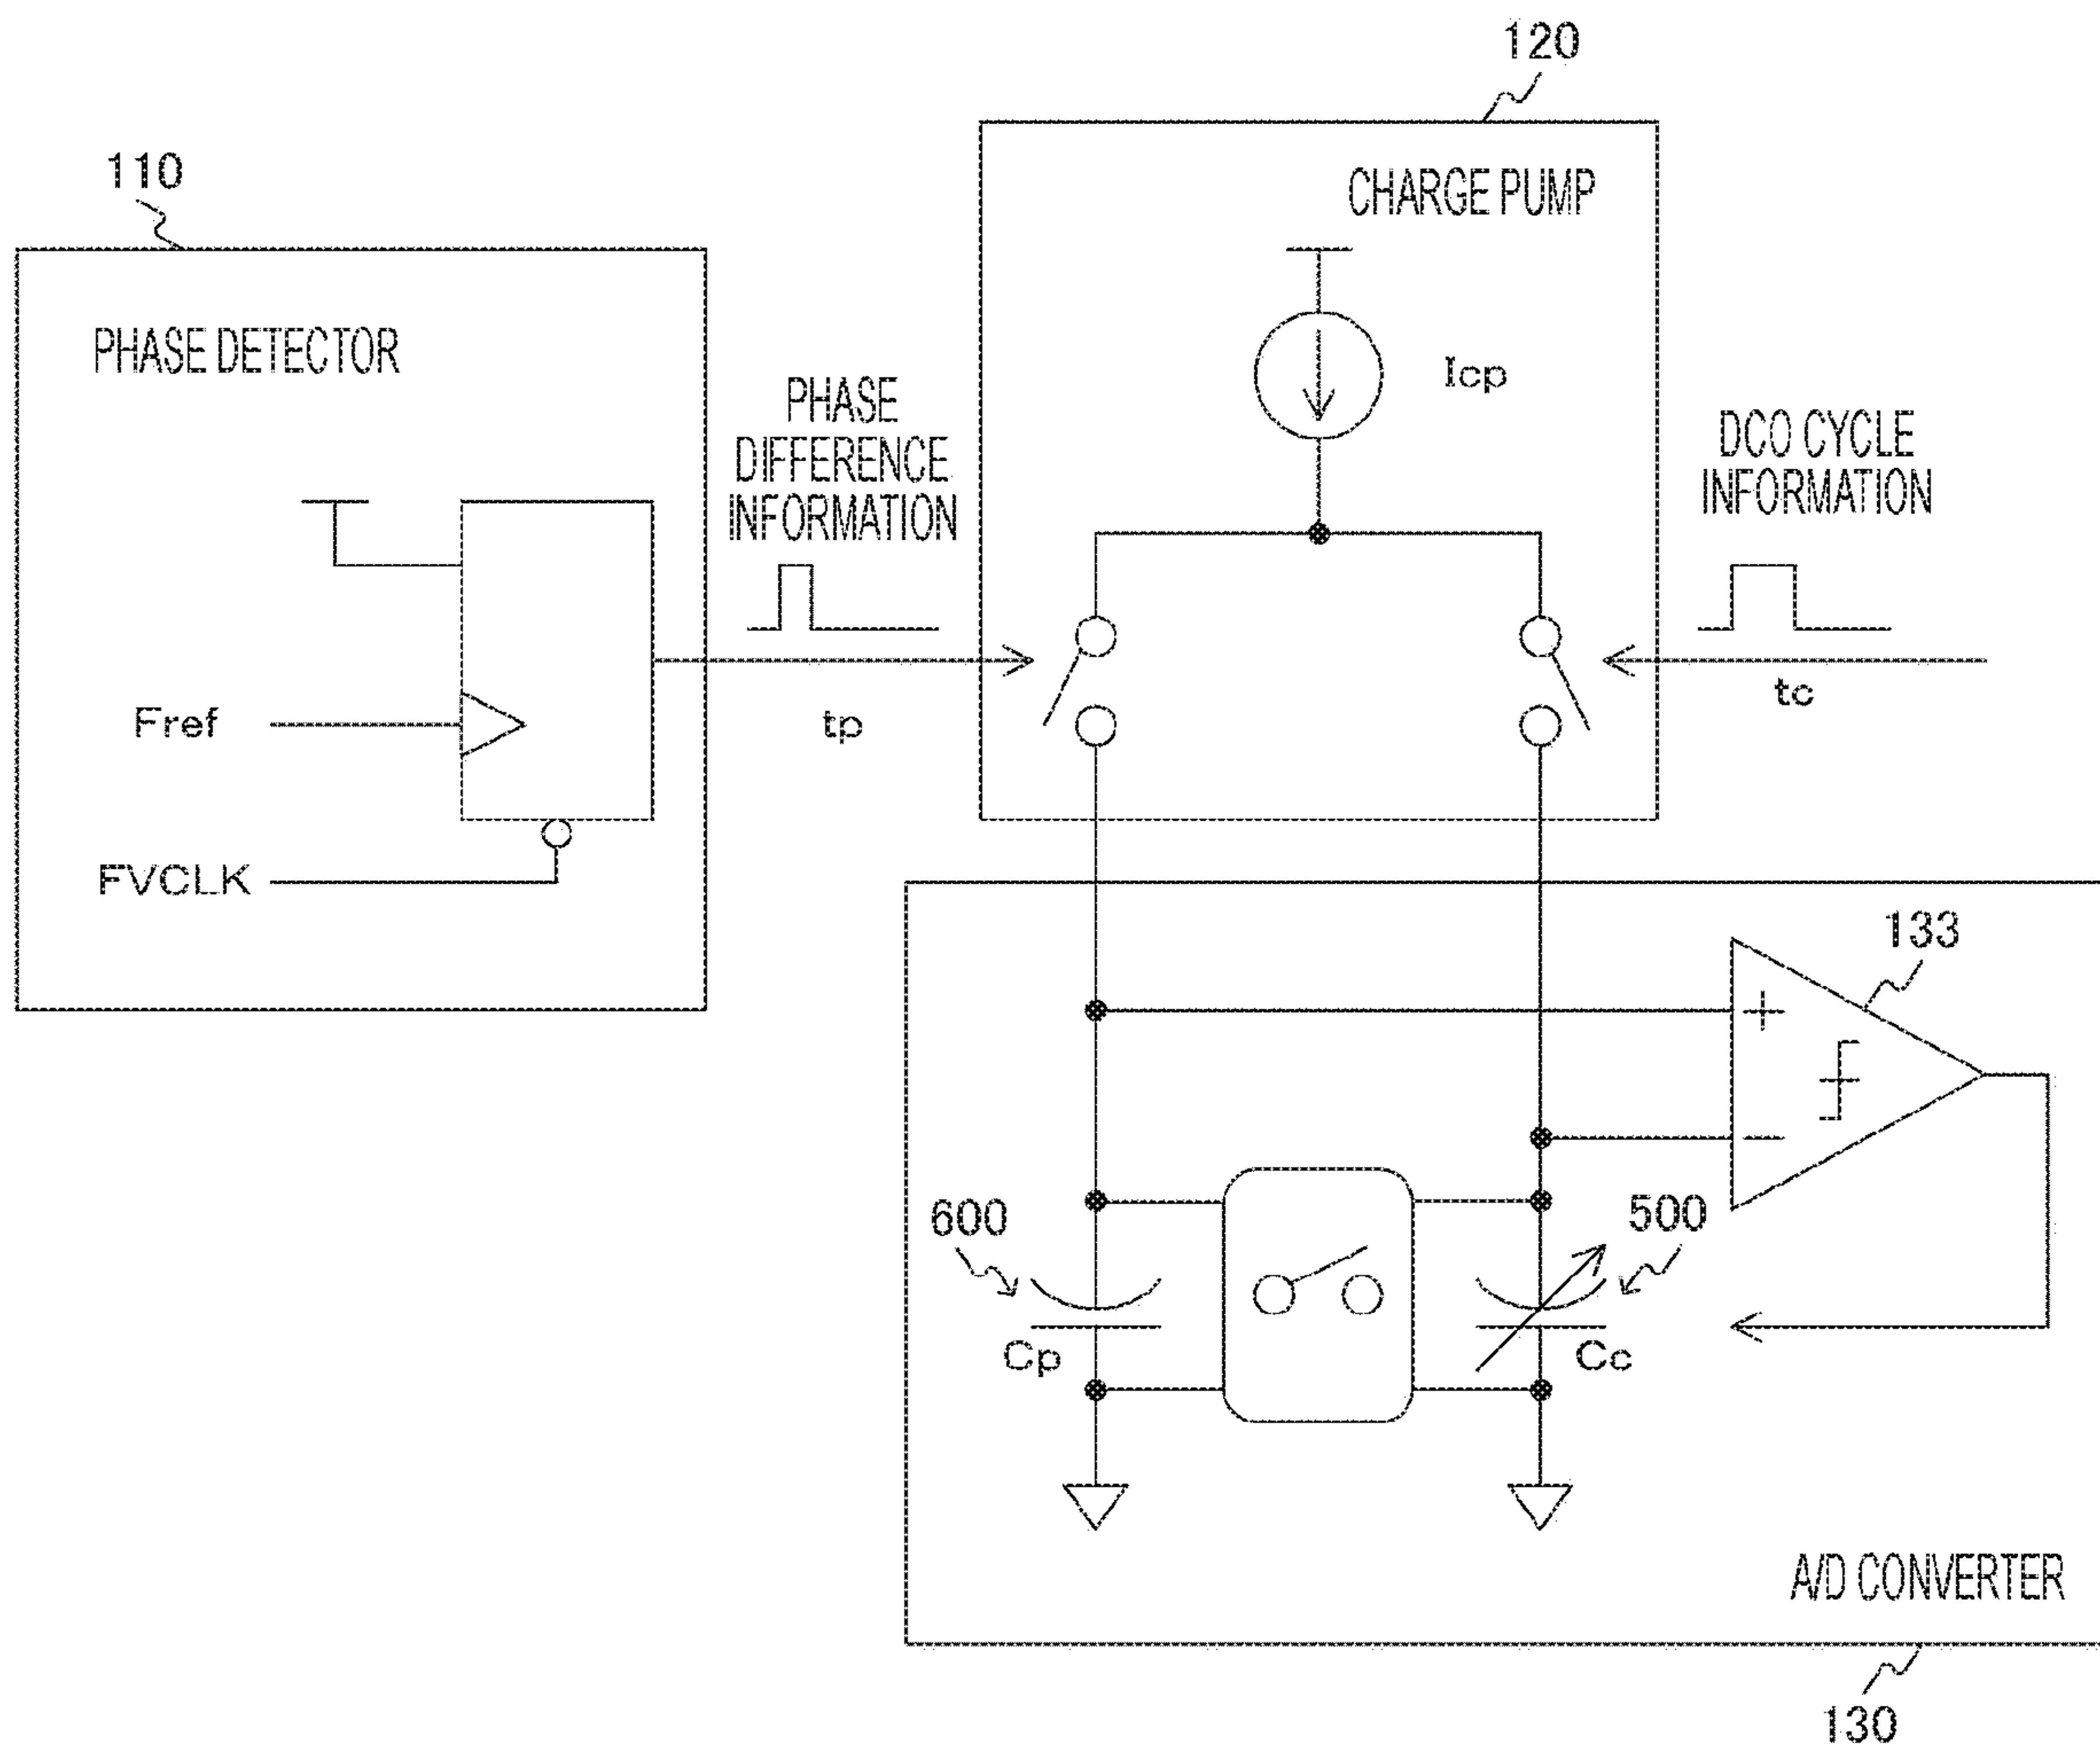 120
110
CHARGE PUMP
PHASE DETECTOR
Icp
PHASE
DIFFERENCE
INFORMATION
DCO CYCLE
INFORMATION
Fref
tp
tc
FVCLK
133
+
−
600
500
Cp
Cc
A/D CONVERTER
130